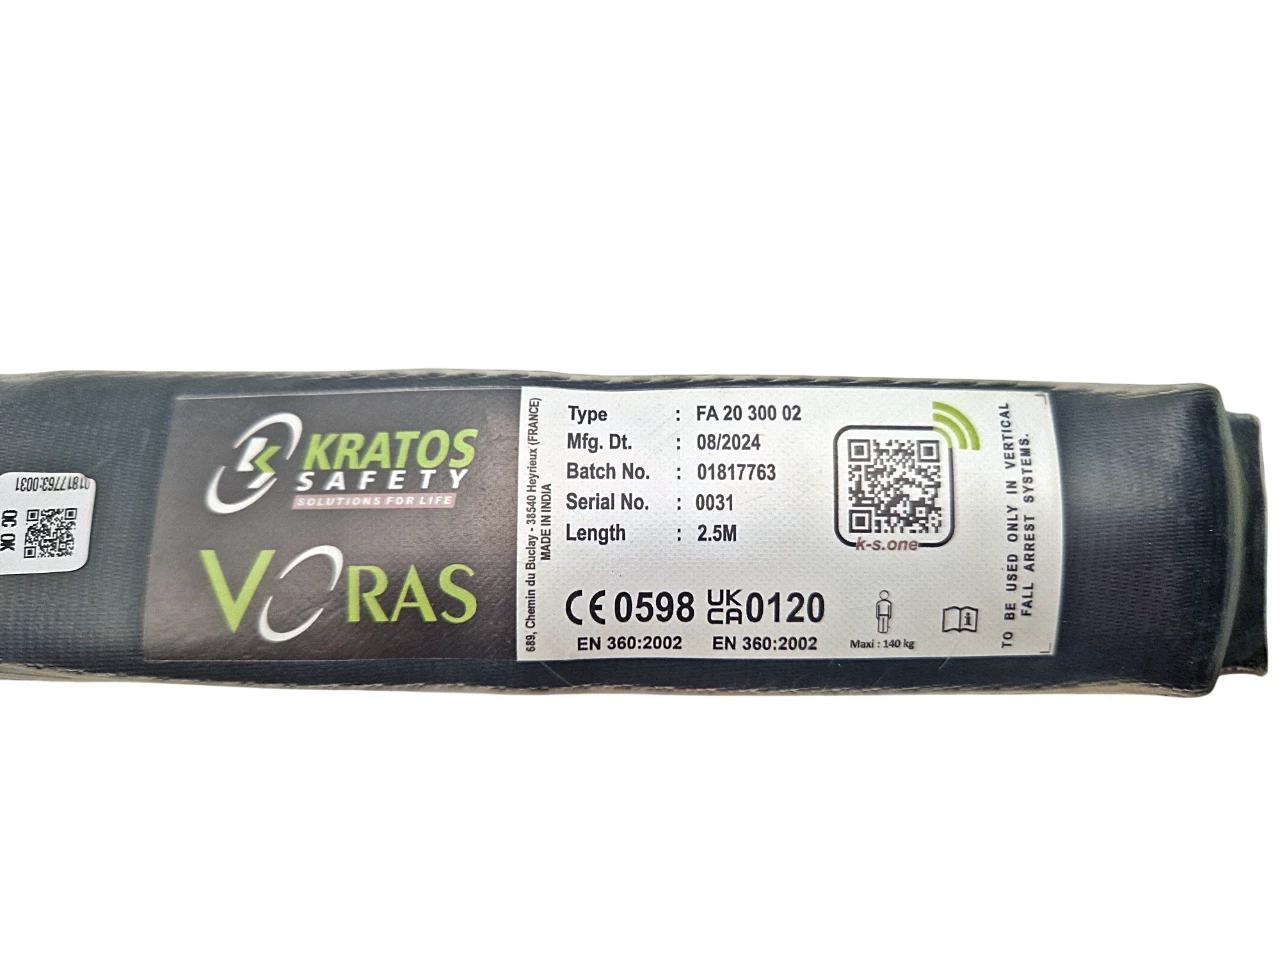 KRATOS
SAFETY
SOLUTIONS FOR LIFE
VORAS
689, Chemin du Buclay - 38540 Heyrieux (FRANCE)
MADE IN INDIA
Type : FA 20 300 02
Mfg. Dt. : 08/2024
Batch No. : 01817763
Serial No. : 0031
Length : 2.5M
k-s.one
CE 0598 UKCA 0120
EN 360:2002 EN 360:2002
Maxi : 140 kg
TO BE USED ONLY IN VERTICAL
FALL ARREST SYSTEMS.
01817763:0031
QC OK